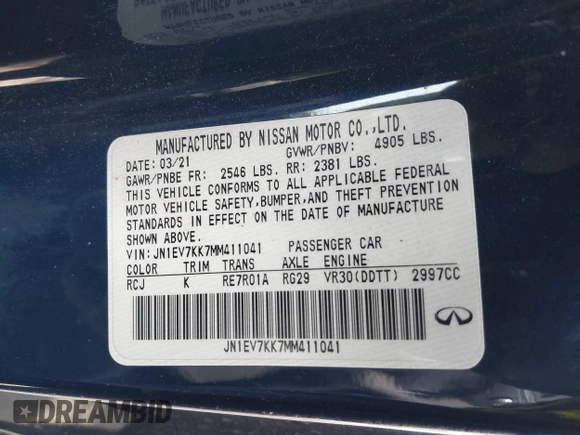 MANUFACTURED BY NISSAN MOTOR CO.,LTD.
DATE: 03/21 GVWR/PNBV: 4905 LBS.
GAWR/PNBE FR: 2546 LBS. RR: 2381 LBS.
THIS VEHICLE CONFORMS TO ALL APPLICABLE FEDERAL
MOTOR VEHICLE SAFETY,BUMPER,AND THEFT PREVENTION
STANDARDS IN EFFECT ON THE DATE OF MANUFACTURE
SHOWN ABOVE.
VIN: JN1EV7KK7MM411041 PASSENGER CAR
COLOR TRIM TRANS AXLE ENGINE
RCJ K RE7R01A RG29 VR30(DDTT) 2997CC
JN1EV7KK7MM411041
DREAMBID